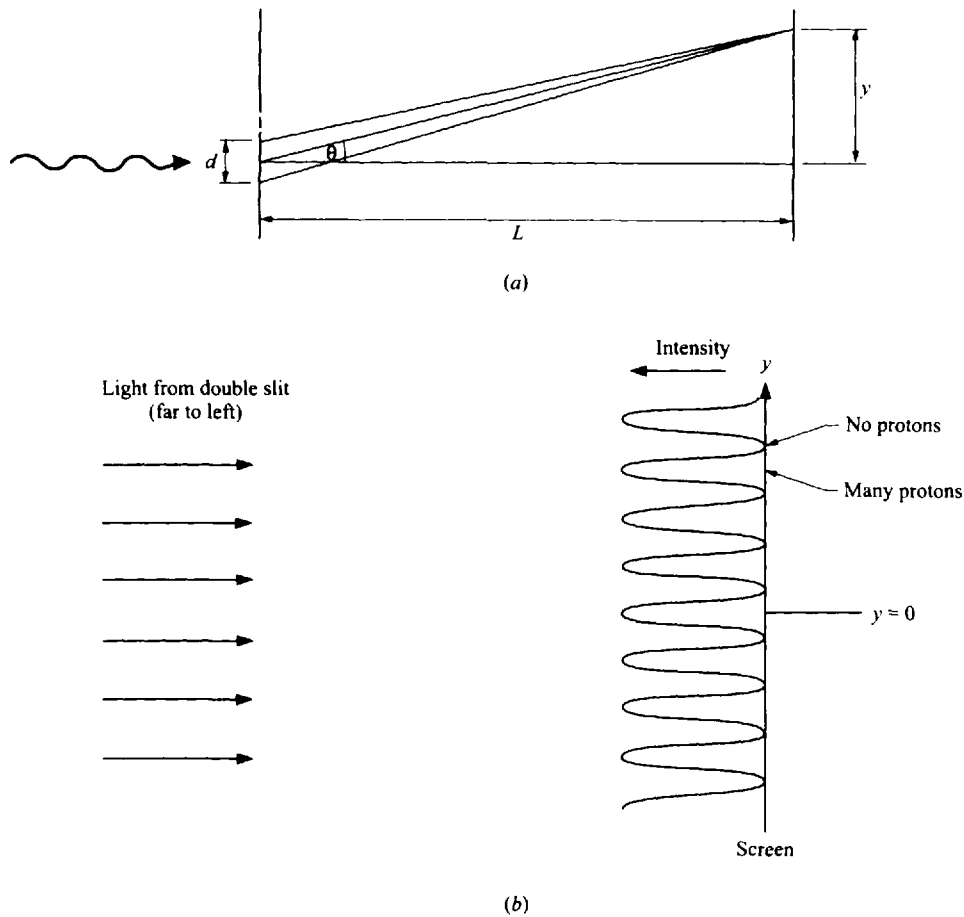 y
d
θ
L
(a)
Intensity
y
Light from double slit
(far to left)
No protons
Many protons
y = 0
Screen
(b)